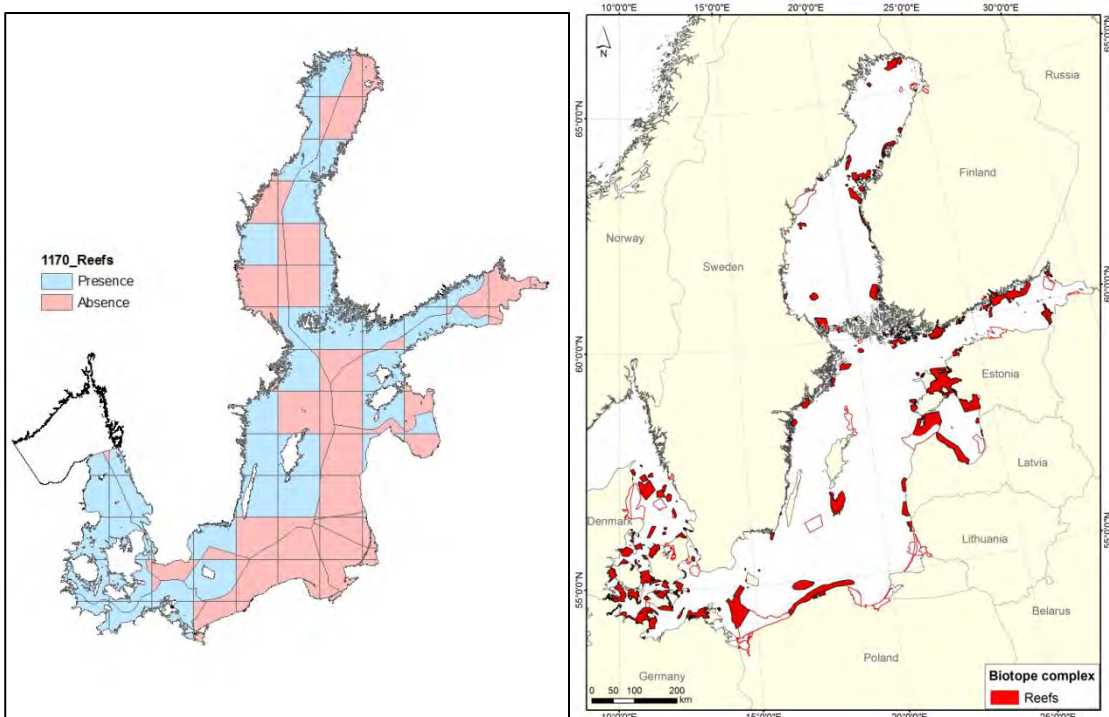 1170_Reefs
Presence
Absence
10°0'0"E
15°0'0"E
20°0'0"E
25°0'0"E
30°0'0"E
N
Russia
65°0'0"N
Finland
Norway
Sweden
60°0'0"N
Estonia
Latvia
Denmark
Lithuania
55°0'0"N
55°0'0"N
Belarus
Poland
Germany
Biotope complex
Reefs
0 50 100 200
km
10°0'0"E
15°0'0"E
20°0'0"E
25°0'0"E